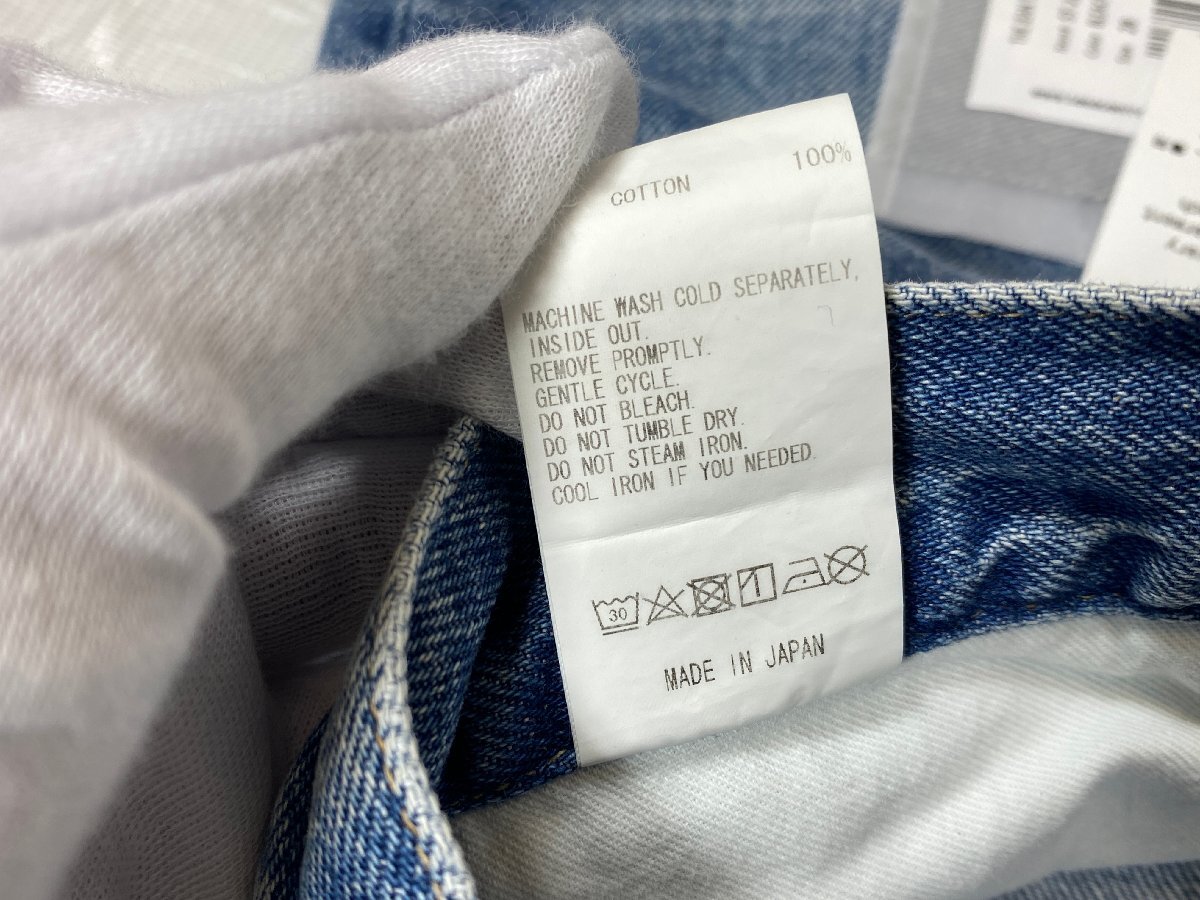 COTTON 100%
MACHINE WASH COLD SEPARATELY,
INSIDE OUT.
REMOVE PROMPTLY.
GENTLE CYCLE.
DO NOT BLEACH.
DO NOT TUMBLE DRY.
DO NOT STEAM IRON.
COOL IRON IF YOU NEEDED.
30
MADE IN JAPAN